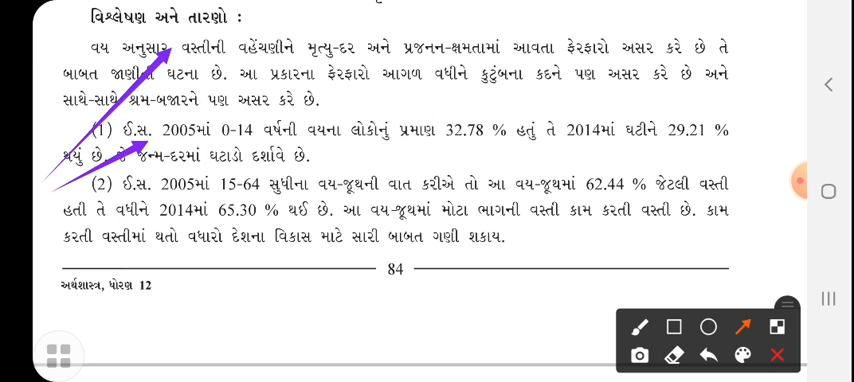 વિશ્લેષણ અને તારણો :
વય અનુસાર વસ્તીની વહેંચણીને મૃત્યુ-દર અને પ્રજનન-ક્ષમતામાં આવતા ફેરફારો અસર કરે છે તે
બાબત જાણીતી ઘટના છે. આ પ્રકારના ફેરફારો આગળ વધીને કુટુંબના કદને પણ અસર કરે છે અને
સાથે-સાથે શ્રમ-બજારને પણ અસર કરે છે.
(1) ઈ.સ. 2005માં 0-14 વર્ષની વયના લોકોનું પ્રમાણ 32.78 % હતું તે 2014માં ઘટીને 29.21 %
થયું છે. જે જન્મ-દરમાં ઘટાડો દર્શાવે છે.
(2) ઈ.સ. 2005માં 15-64 સુધીના વય-જૂથની વાત કરીએ તો આ વય-જૂથમાં 62.44 % જેટલી વસ્તી
હતી તે વધીને 2014માં 65.30 % થઈ છે. આ વય-જૂથમાં મોટા ભાગની વસ્તી કામ કરતી વસ્તી છે. કામ
કરતી વસ્તીમાં થતો વધારો દેશના વિકાસ માટે સારી બાબત ગણી શકાય.
84
અર્થશાસ્ત્ર, ધોરણ 12